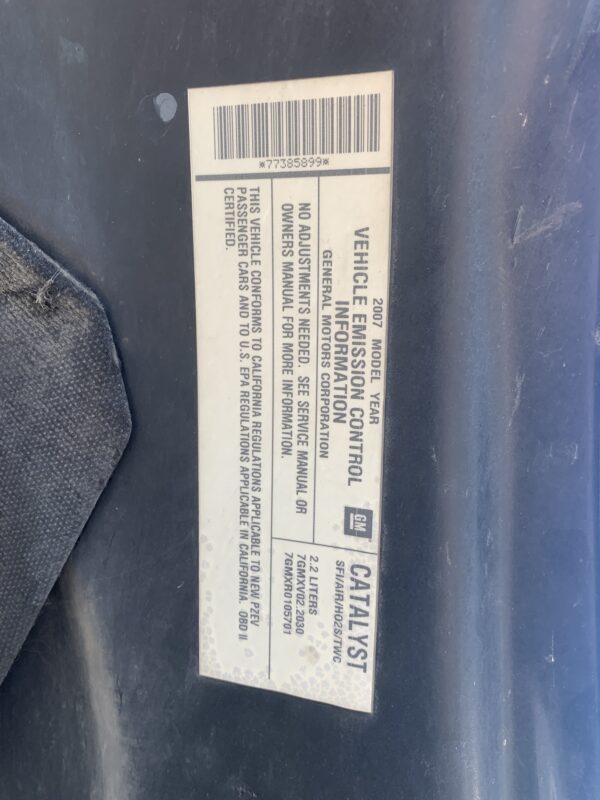 *77385899*
2007 MODEL YEAR
VEHICLE EMISSION CONTROL
INFORMATION
GENERAL MOTORS CORPORATION
GM
CATALYST
SFI/AIR/HO2S/TWC
NO ADJUSTMENTS NEEDED. SEE SERVICE MANUAL OR
OWNERS MANUAL FOR MORE INFORMATION.
2.2 LITERS
7GMXV02.2030
7GMXR0105701
THIS VEHICLE CONFORMS TO CALIFORNIA REGULATIONS APPLICABLE TO NEW PZEV
PASSENGER CARS AND TO U.S. EPA REGULATIONS APPLICABLE IN CALIFORNIA. OBD II
CERTIFIED.